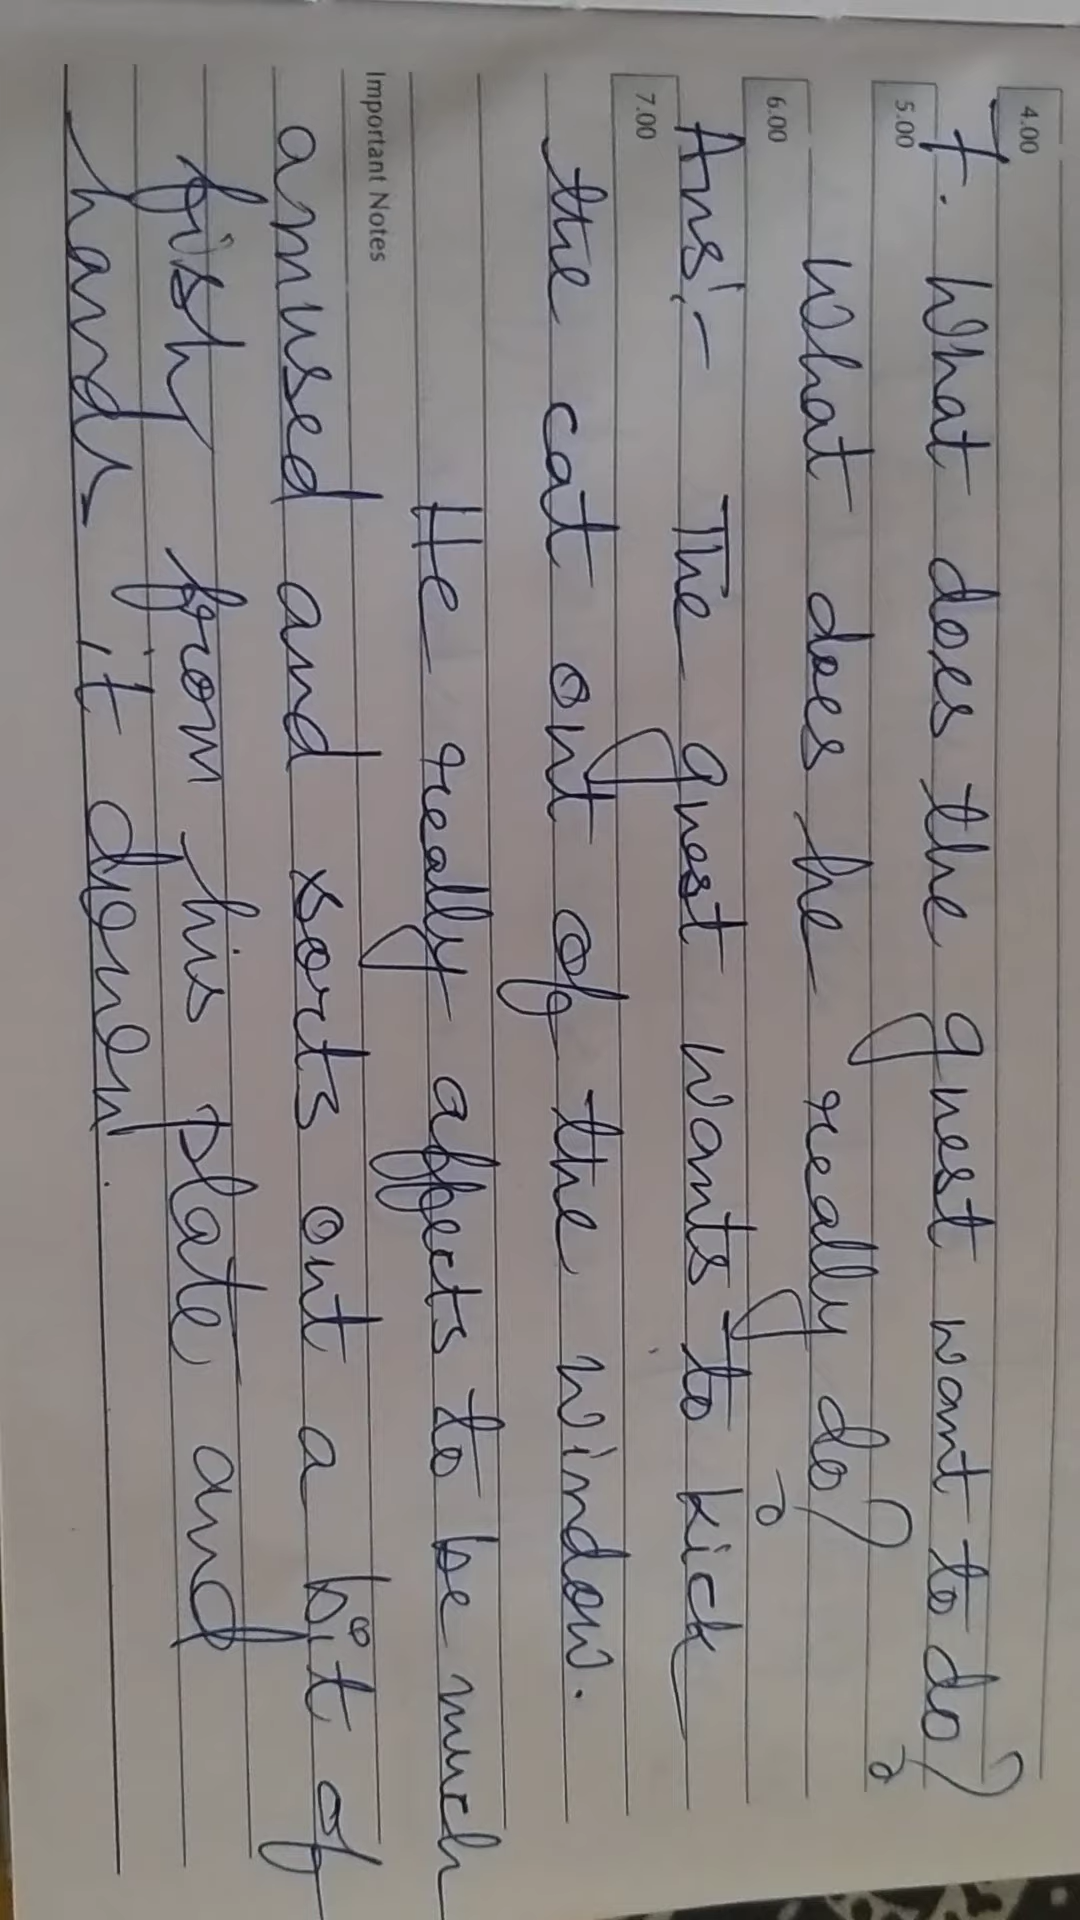 4.00
7. What does the guest want to do?
5.00
What does he really do?
6.00
Ans:- The guest wants to kick
7.00
the cat out of the window.
He really affects to be much
Important Notes
amused and sorts out a bit of
fish from his plate and
hands it down.